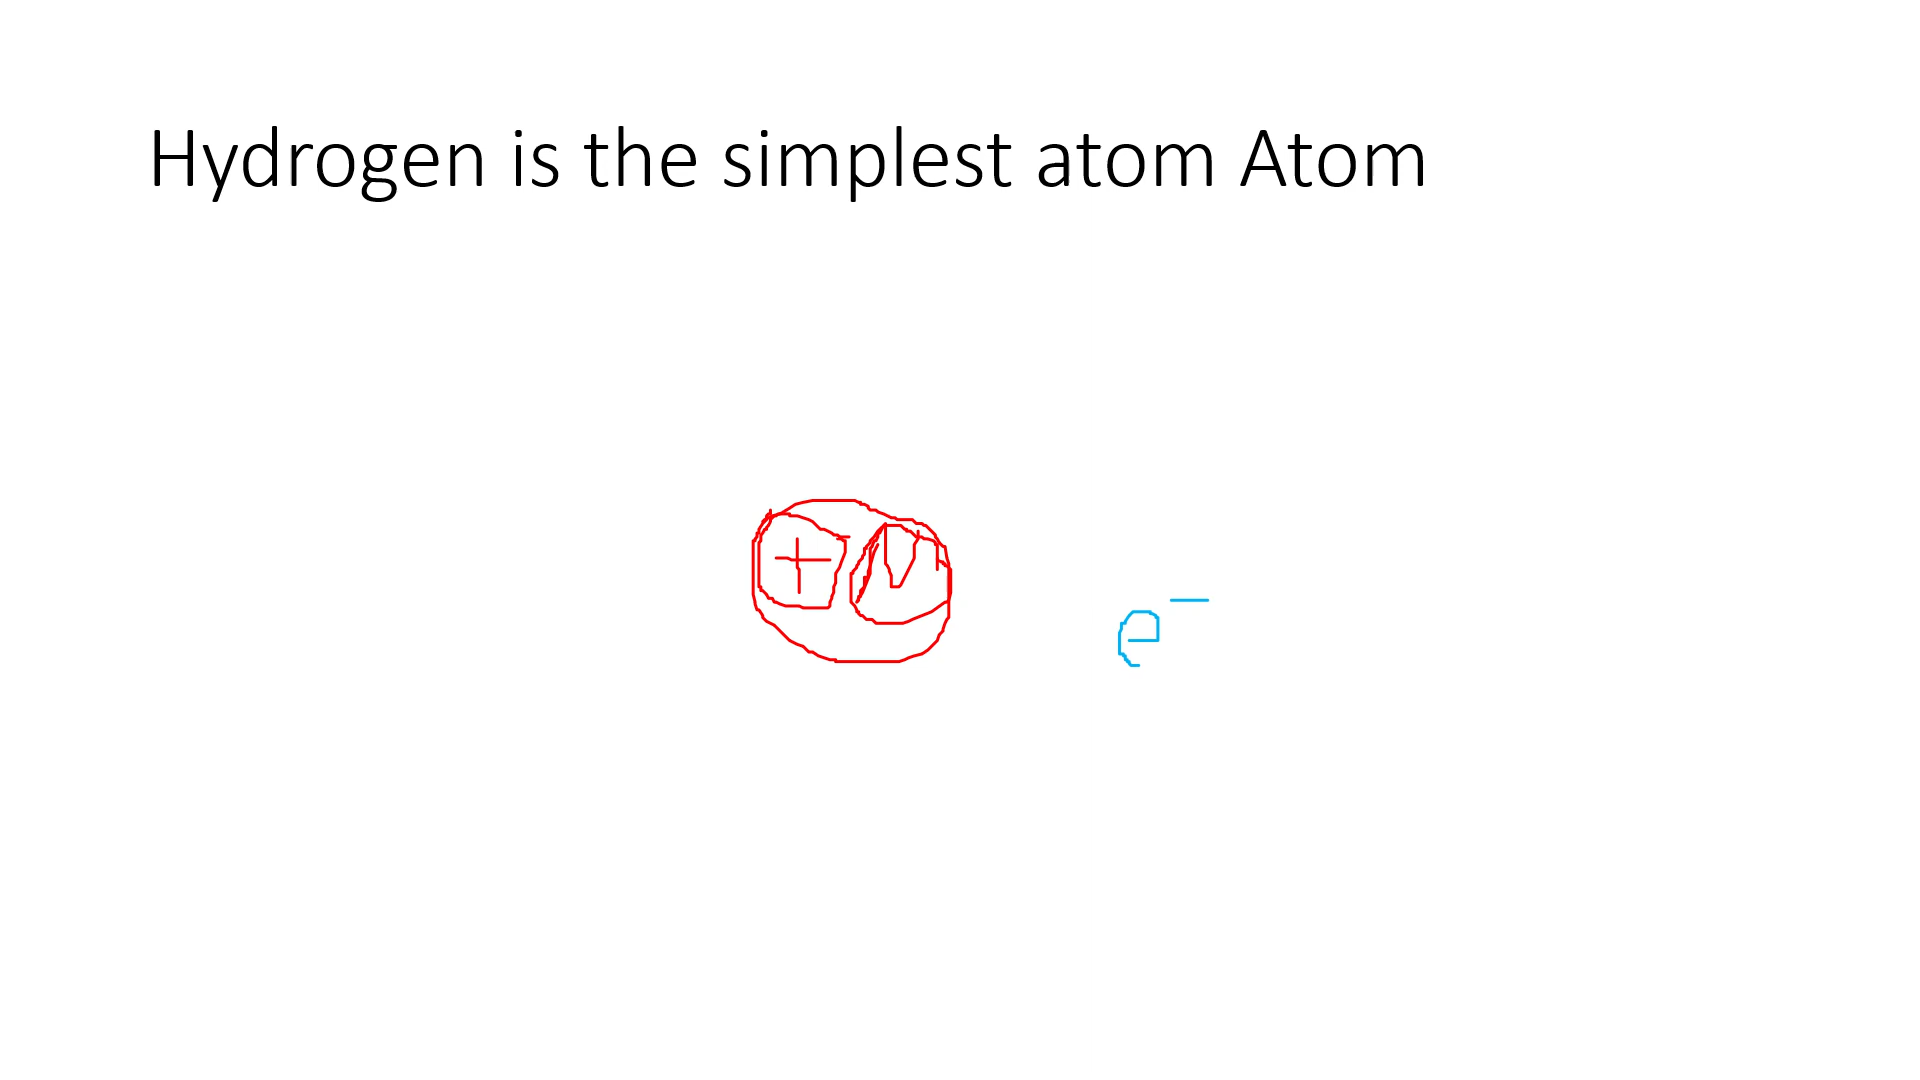 Hydrogen is the simplest atom Atom
+
e⁻